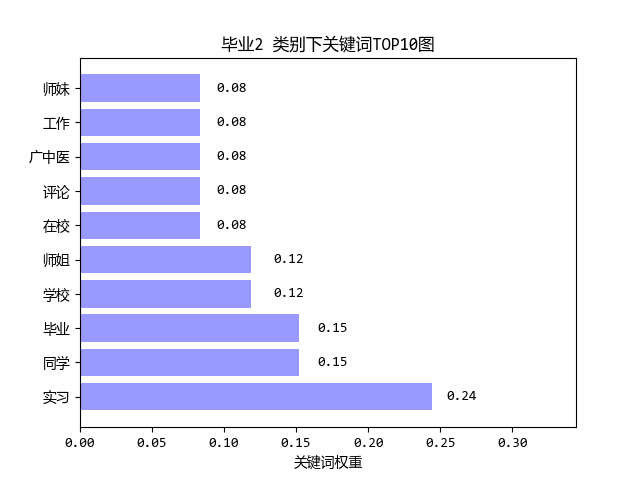 毕业2 类别下关键词TOP10图
师妹 0.08
工作 0.08
广中医 0.08
评论 0.08
在校 0.08
师姐 0.12
学校 0.12
毕业 0.15
同学 0.15
实习 0.24
0.00 0.05 0.10 0.15 0.20 0.25 0.30
关键词权重